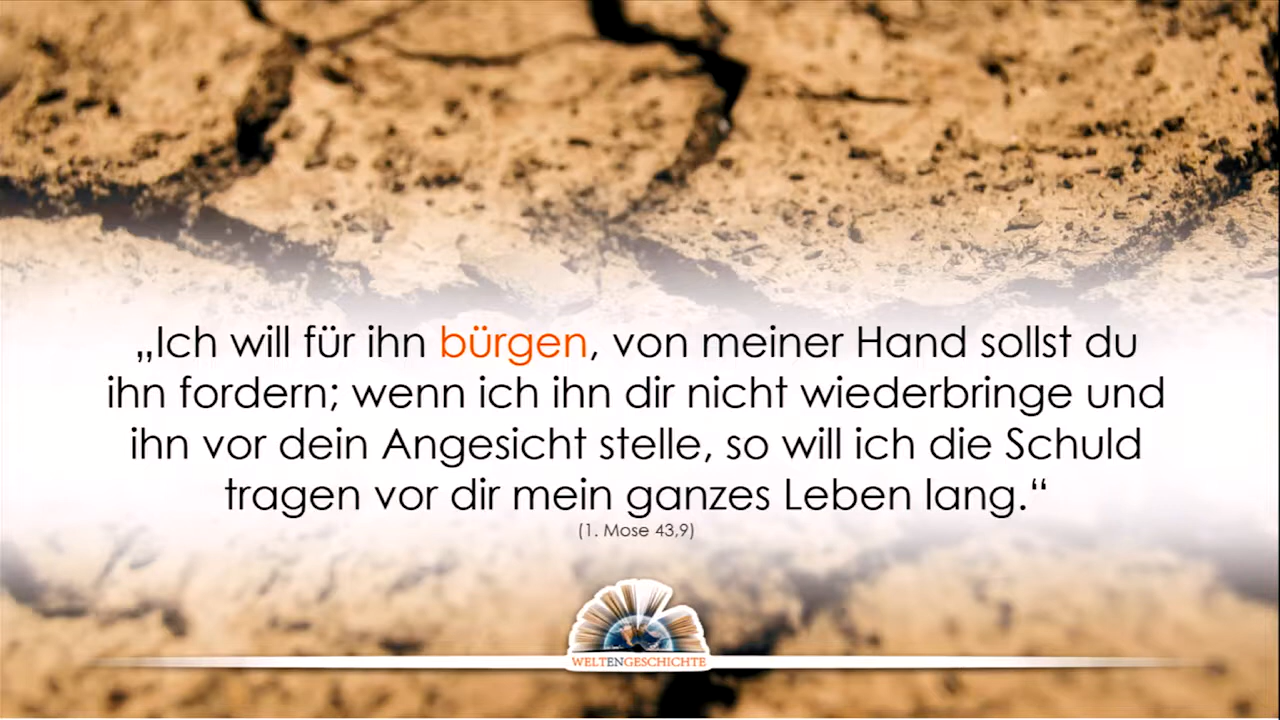 „Ich will für ihn bürgen, von meiner Hand sollst du
ihn fordern; wenn ich ihn dir nicht wiederbringe und
ihn vor dein Angesicht stelle, so will ich die Schuld
tragen vor dir mein ganzes Leben lang.“
(1. Mose 43,9)
WELTENGESCHICHTE